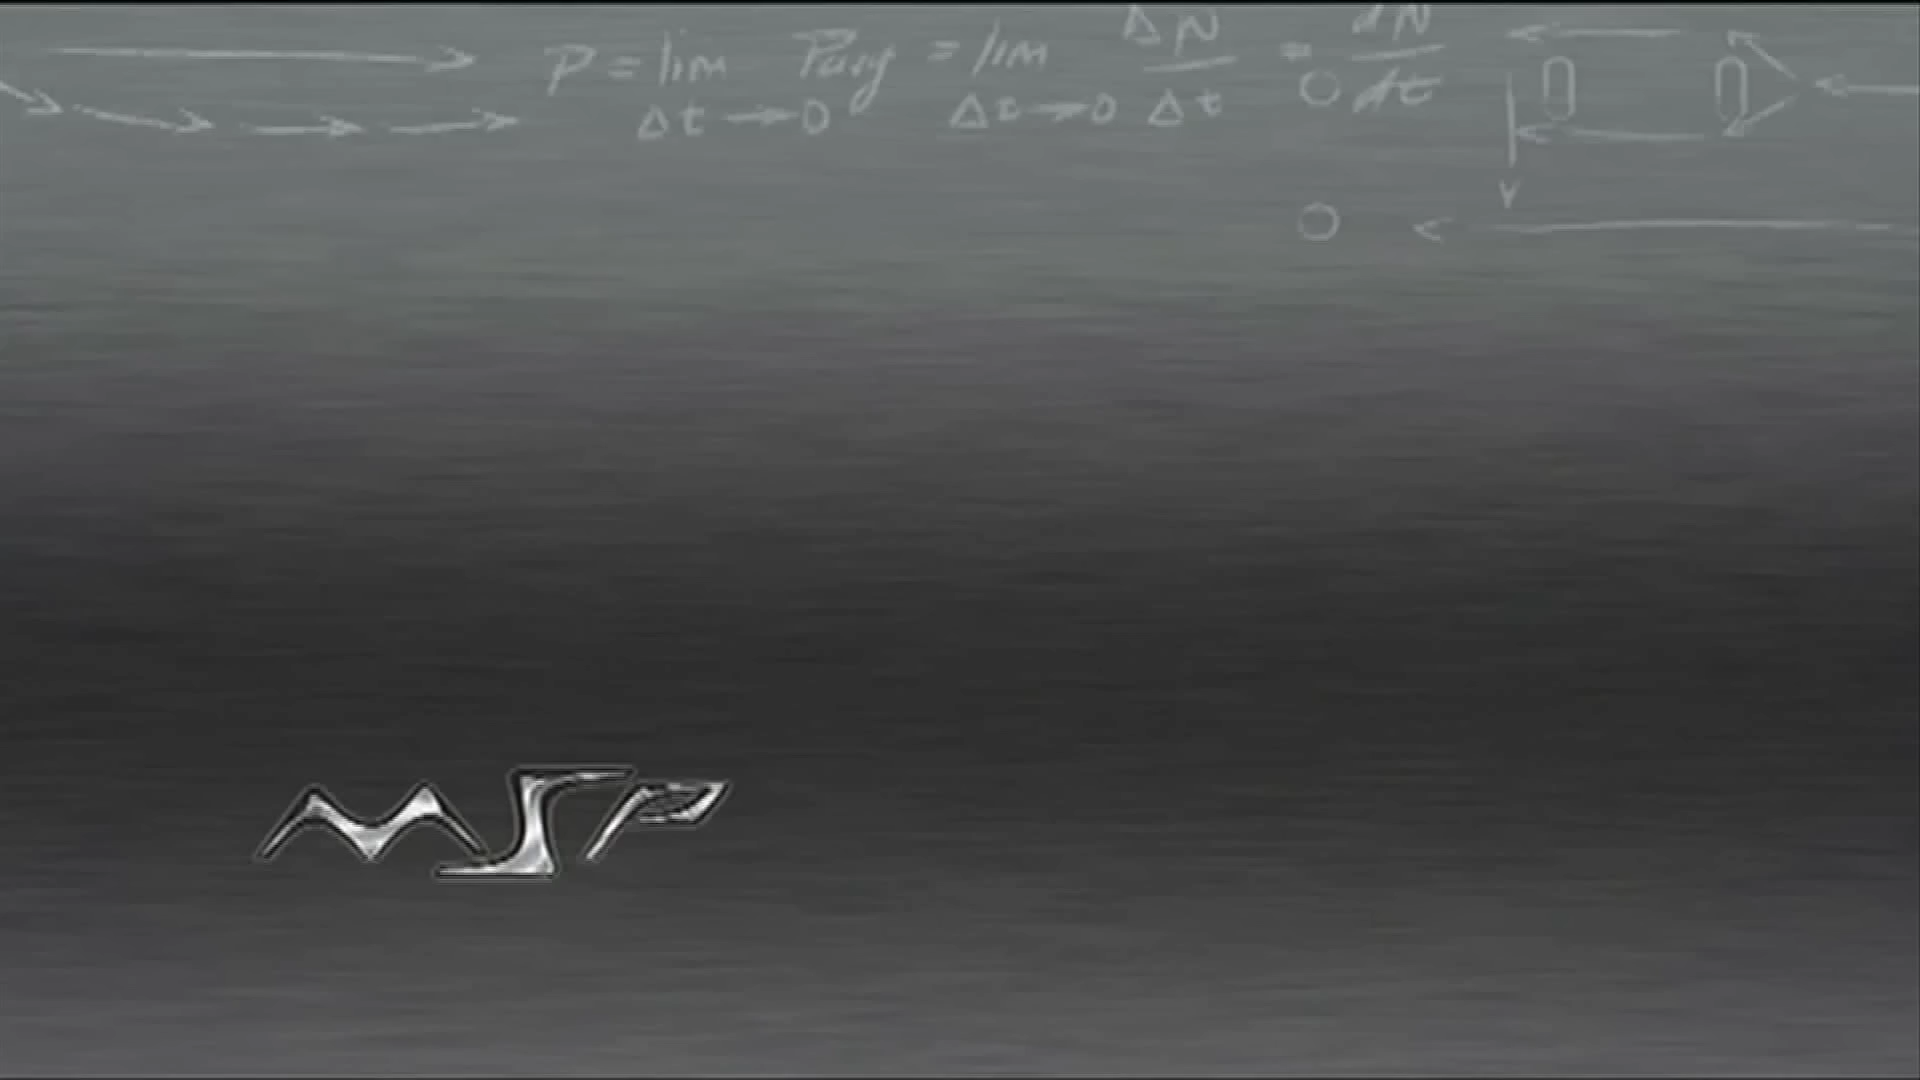 P = lim Pavg = lim ΔN = dN
Δt→0 Δt→0 Δt dt
MSP